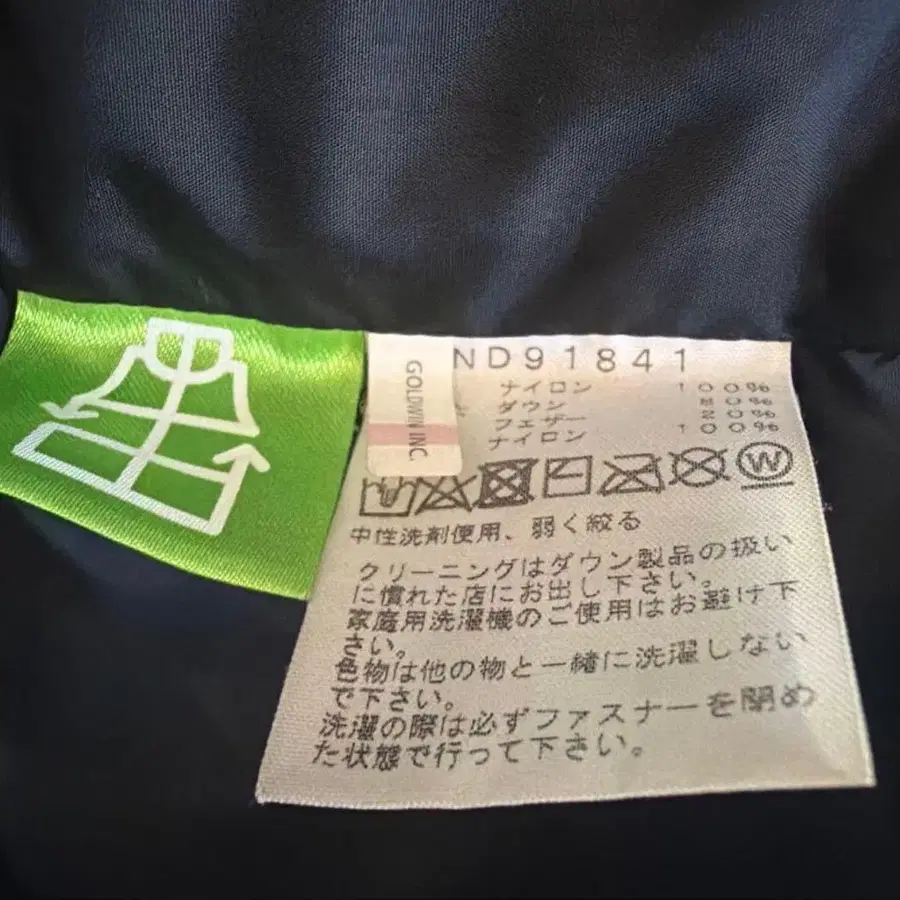 GOLDWIN INC.
ND91841
ナイロン 100%
ダウン 80%
フェザー 20%
ナイロン 100%
W
中性洗剤使用、弱く絞る
クリーニングはダウン製品の扱い
に慣れた店にお出し下さい。
家庭用洗濯機のご使用はお避け下
さい。
色物は他の物と一緒に洗濯しない
で下さい。
洗濯の際は必ずファスナーを閉め
た状態で行って下さい。